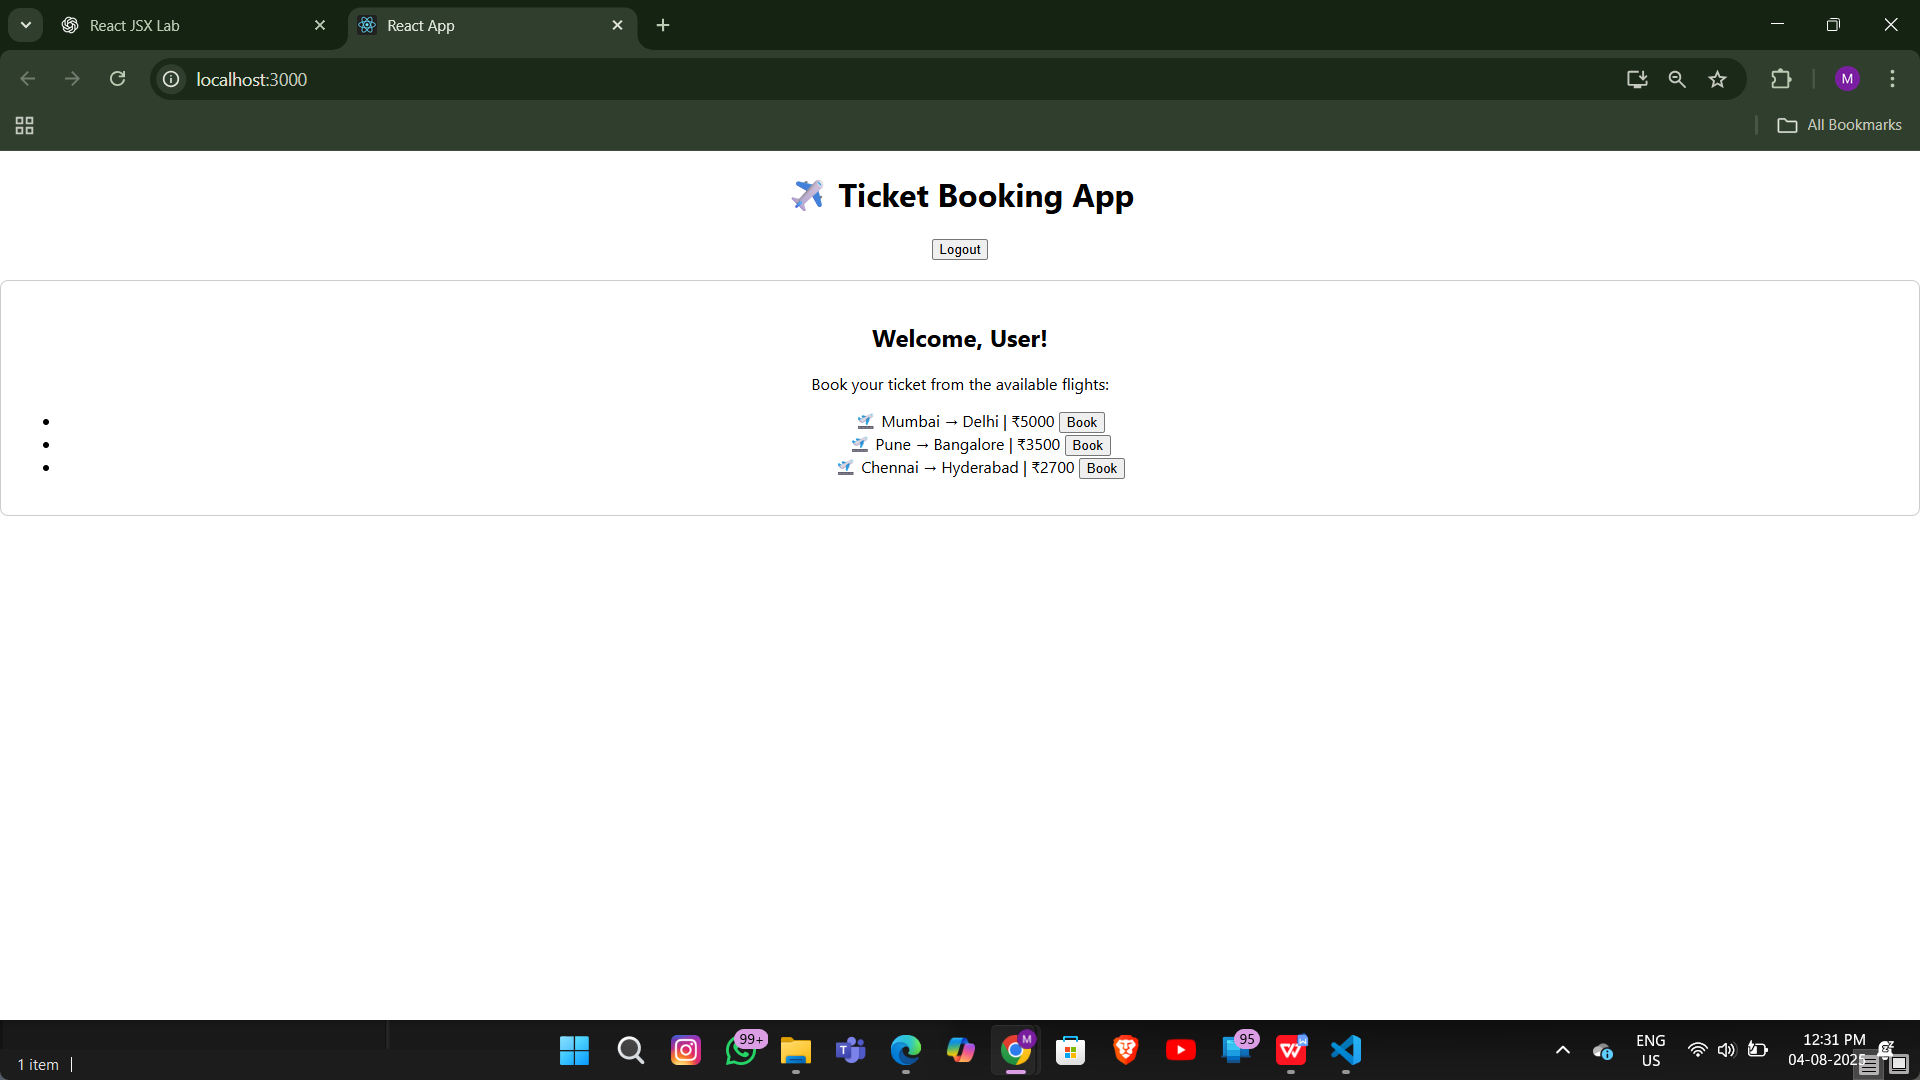 React JSX Lab
React App
localhost:3000
M
All Bookmarks
Ticket Booking App
Logout
Welcome, User!
Book your ticket from the available flights:
• Mumbai → Delhi | ₹5000 Book
• Pune → Bangalore | ₹3500 Book
• Chennai → Hyderabad | ₹2700 Book
1 item
99+
M
95
ENG
US
12:31 PM
04-08-2025